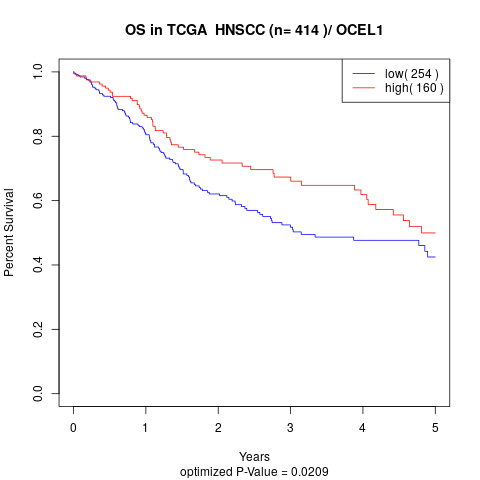 OS in TCGA HNSCC (n= 414 )/ OCEL1
low( 254 )
high( 160 )
Percent Survival
1.0
0.8
0.6
0.4
0.2
0.0
0 1 2 3 4 5
Years
optimized P-Value = 0.0209